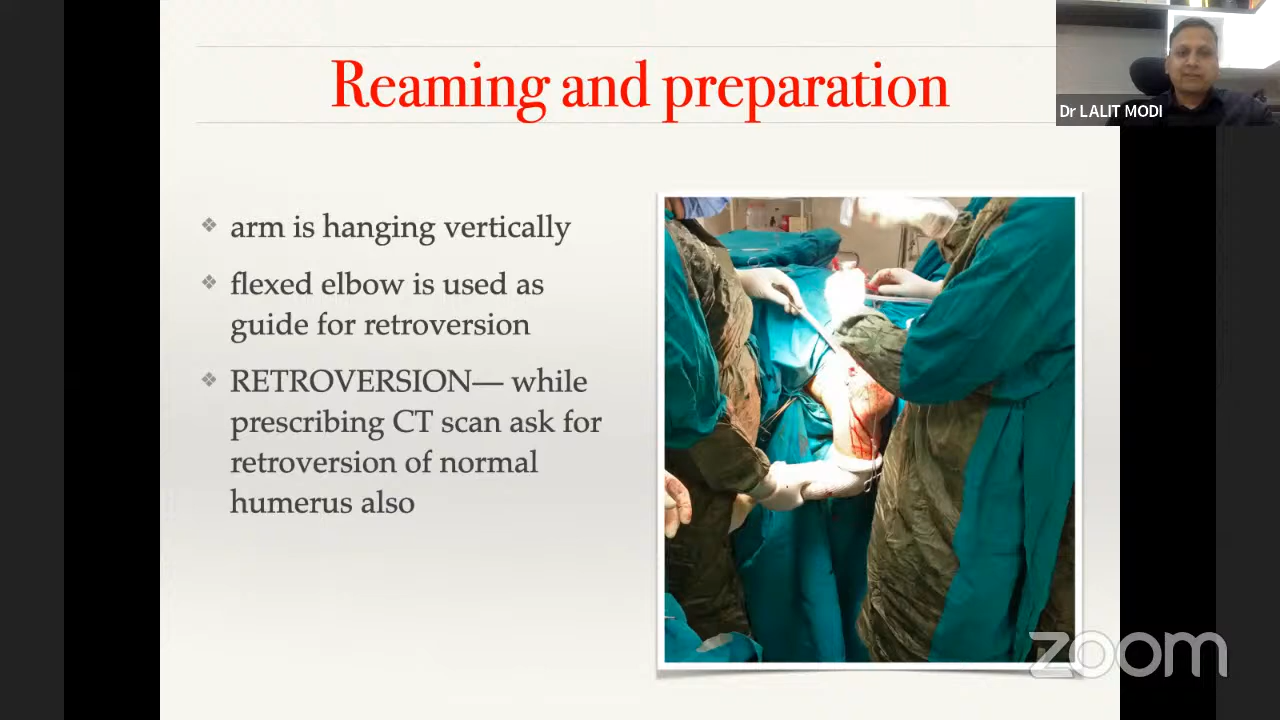 Reaming and preparation
Dr LALIT MODI
arm is hanging vertically
flexed elbow is used as
guide for retroversion
RETROVERSION— while
prescribing CT scan ask for
retroversion of normal
humerus also
zoom